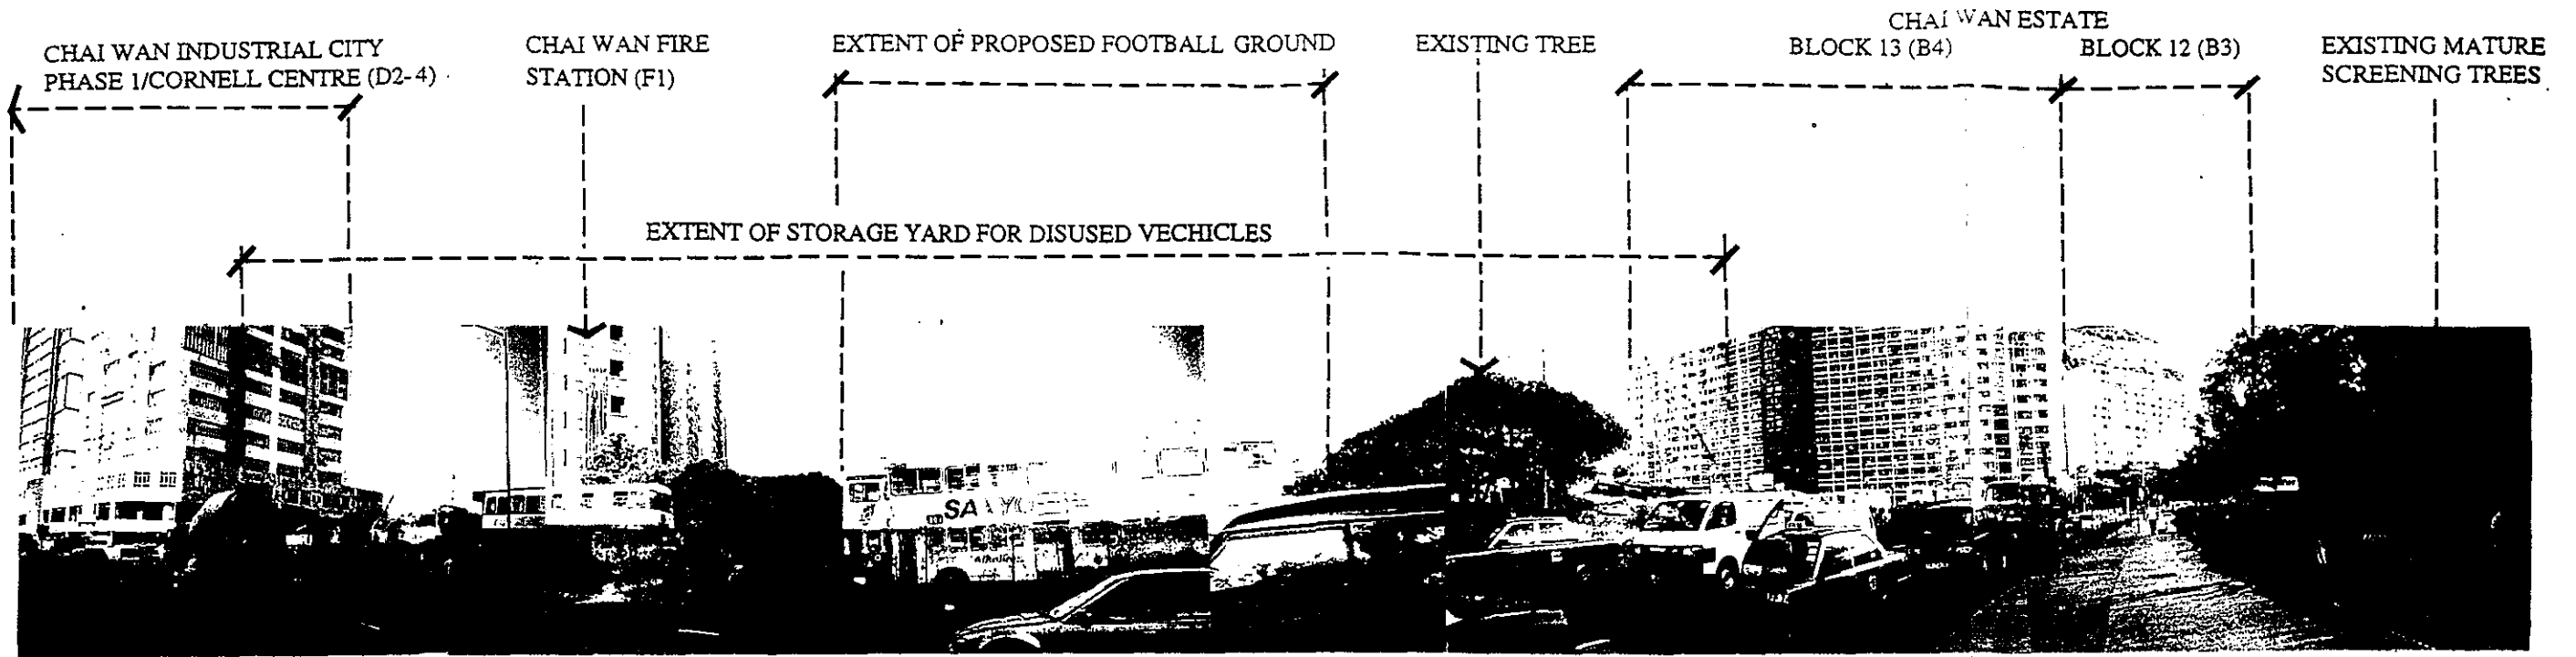 CHAI WAN INDUSTRIAL CITY
PHASE 1/CORNELL CENTRE (D2-4)
CHAI WAN FIRE
STATION (F1)
EXTENT OF PROPOSED FOOTBALL GROUND
EXISTING TREE
CHAI WAN ESTATE
BLOCK 13 (B4)
BLOCK 12 (B3)
EXISTING MATURE
SCREENING TREES
EXTENT OF STORAGE YARD FOR DISUSED VECHICLES